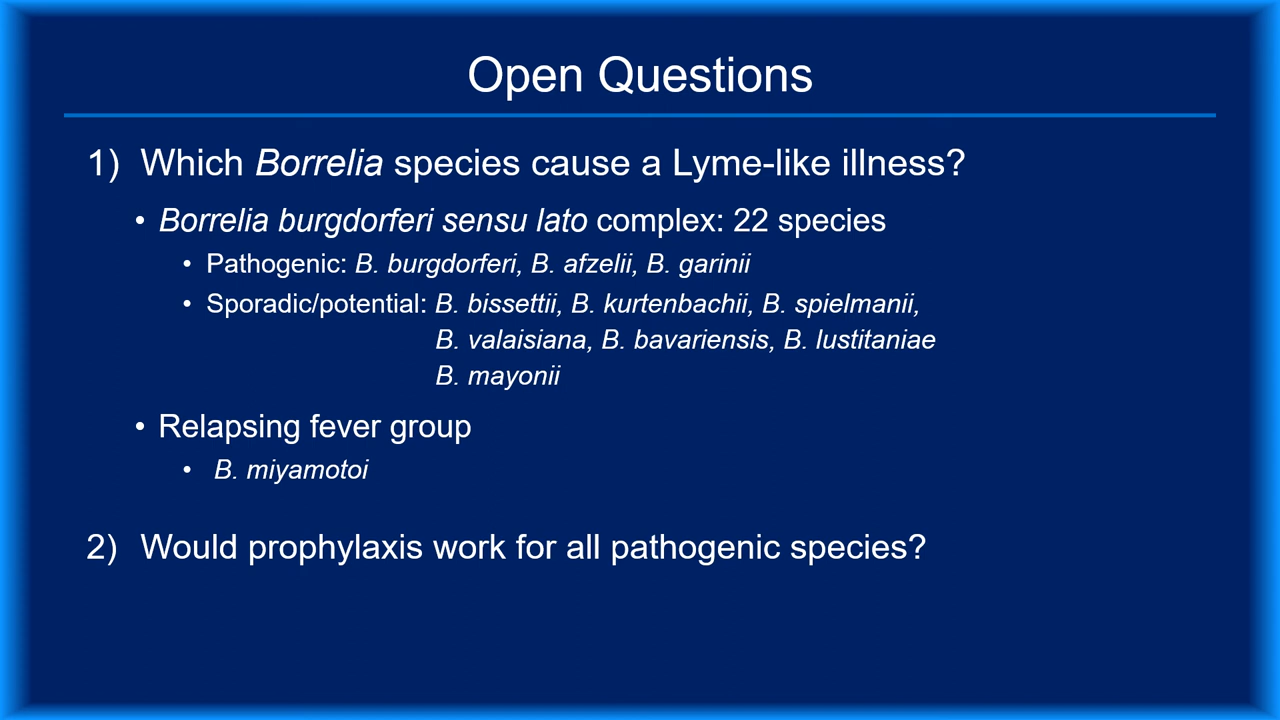 Open Questions
1) Which Borrelia species cause a Lyme-like illness?
• Borrelia burgdorferi sensu lato complex: 22 species
• Pathogenic: B. burgdorferi, B. afzelii, B. garinii
• Sporadic/potential: B. bissettii, B. kurtenbachii, B. spielmanii,
B. valaisiana, B. bavariensis, B. lustitaniae
B. mayonii
• Relapsing fever group
• B. miyamotoi
2) Would prophylaxis work for all pathogenic species?